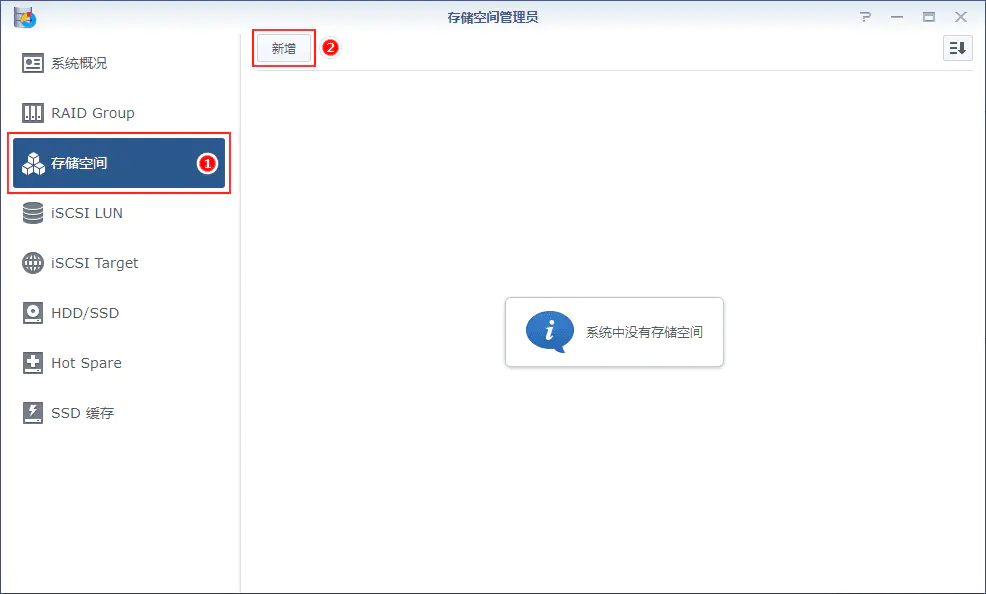 存储空间管理员
系统概况
RAID Group
存储空间 1
iSCSI LUN
iSCSI Target
HDD/SSD
Hot Spare
SSD 缓存
新增 2
系统中没有存储空间